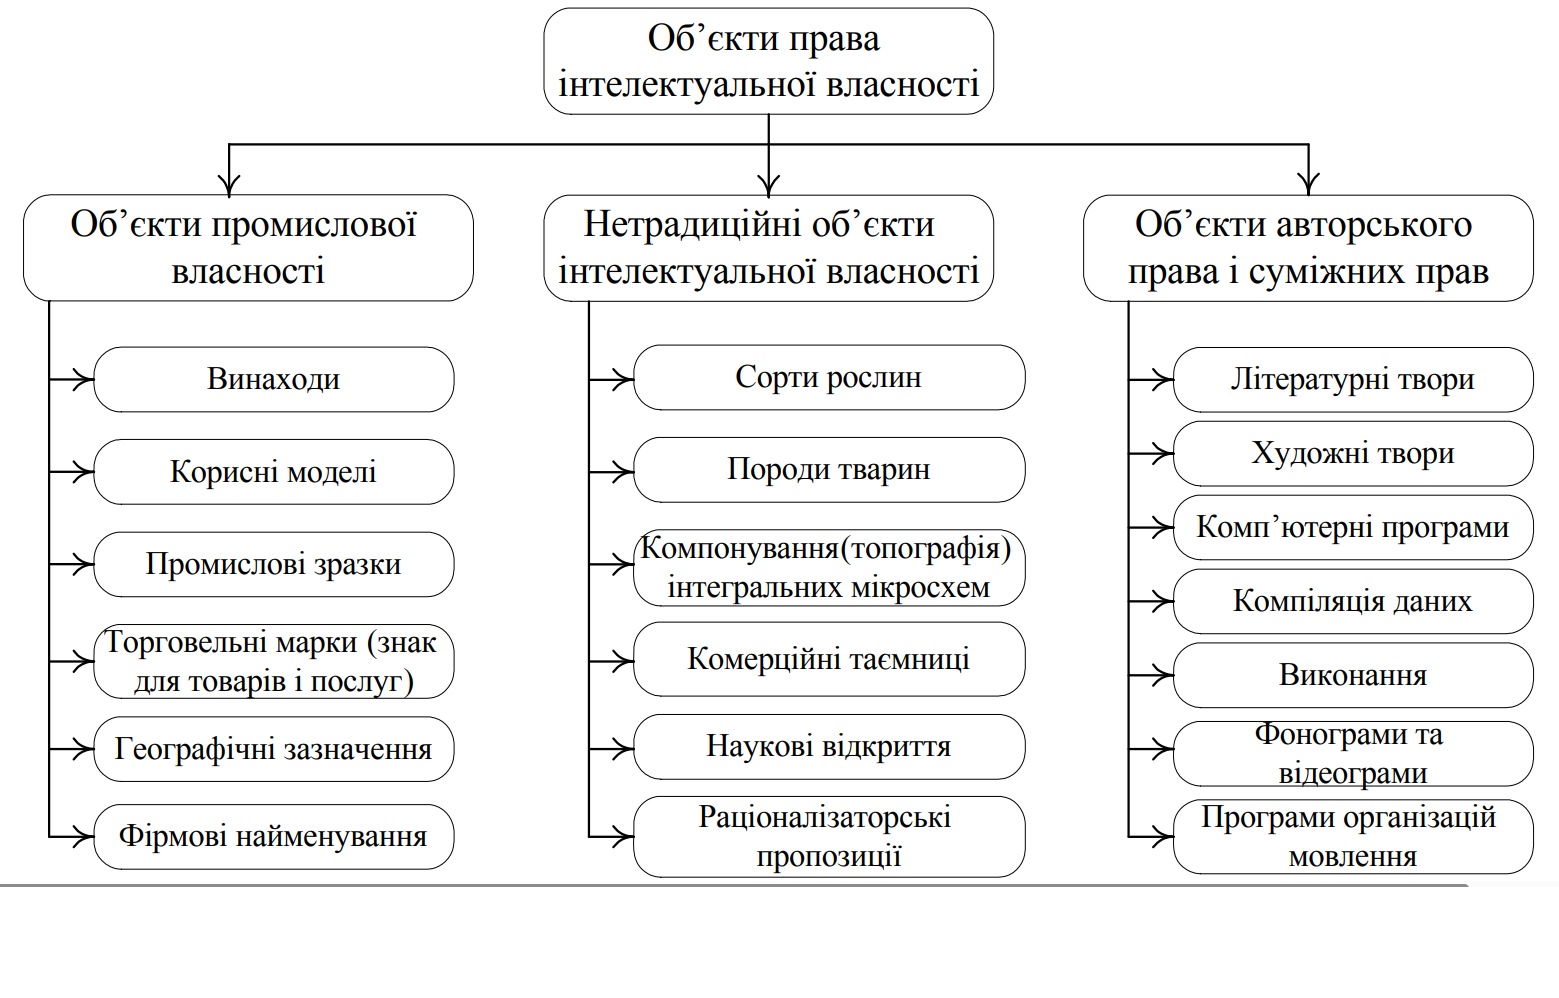 Об’єкти права
інтелектуальної власності
Об’єкти промислової
власності
Винаходи
Корисні моделі
Промислові зразки
Торговельні марки (знак
для товарів і послуг)
Географічні зазначення
Фірмові найменування
Нетрадиційні об’єкти
інтелектуальної власності
Сорти рослин
Породи тварин
Компонування(топографія)
інтегральних мікросхем
Комерційні таємниці
Наукові відкриття
Раціоналізаторські
пропозиції
Об’єкти авторського
права і суміжних прав
Літературні твори
Художні твори
Комп’ютерні програми
Компіляція даних
Виконання
Фонограми та
відеограми
Програми організацій
мовлення